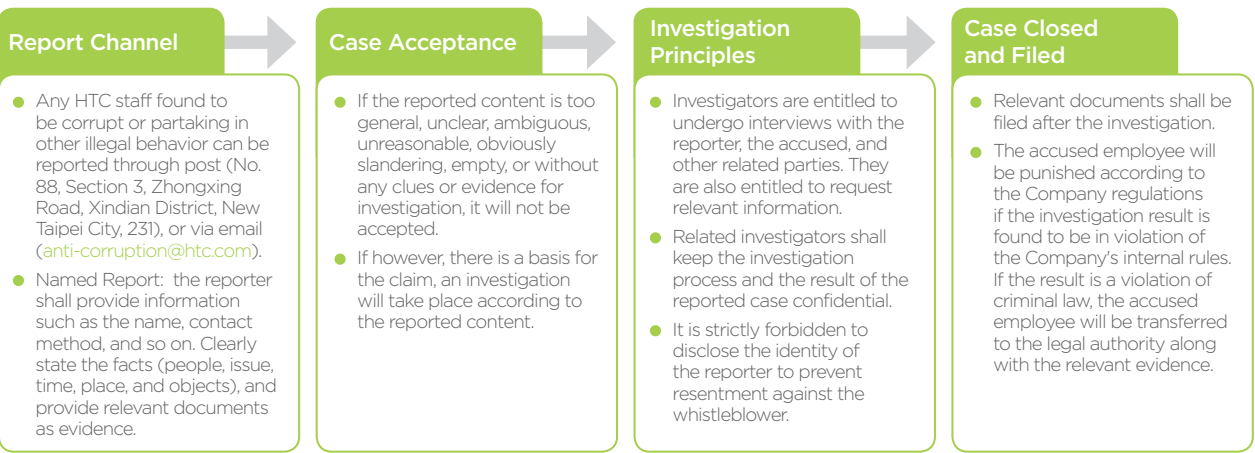 Report Channel
● Any HTC staff found to
be corrupt or partaking in
other illegal behavior can be
reported through post (No.
88, Section 3, Zhongxing
Road, Xindian District, New
Taipei City, 231), or via email
(anti-corruption@htc.com).
● Named Report:  the reporter
shall provide information
such as the name, contact
method, and so on. Clearly
state the facts (people, issue,
time, place, and objects), and
provide relevant documents
as evidence.
Case Acceptance
● If the reported content is too
general, unclear, ambiguous,
unreasonable, obviously
slandering, empty, or without
any clues or evidence for
investigation, it will not be
accepted.
● If however, there is a basis for
the claim, an investigation
will take place according to
the reported content.
Investigation
Principles
● Investigators are entitled to
undergo interviews with the
reporter, the accused, and
other related parties. They
are also entitled to request
relevant information.
● Related investigators shall
keep the investigation
process and the result of the
reported case confidential.
● It is strictly forbidden to
disclose the identity of
the reporter to prevent
resentment against the
whistleblower.
Case Closed
and Filed
● Relevant documents shall be
filed after the investigation.
● The accused employee will
be punished according to
the Company regulations
if the investigation result is
found to be in violation of
the Company's internal rules.
If the result is a violation of
criminal law, the accused
employee will be transferred
to the legal authority along
with the relevant evidence.